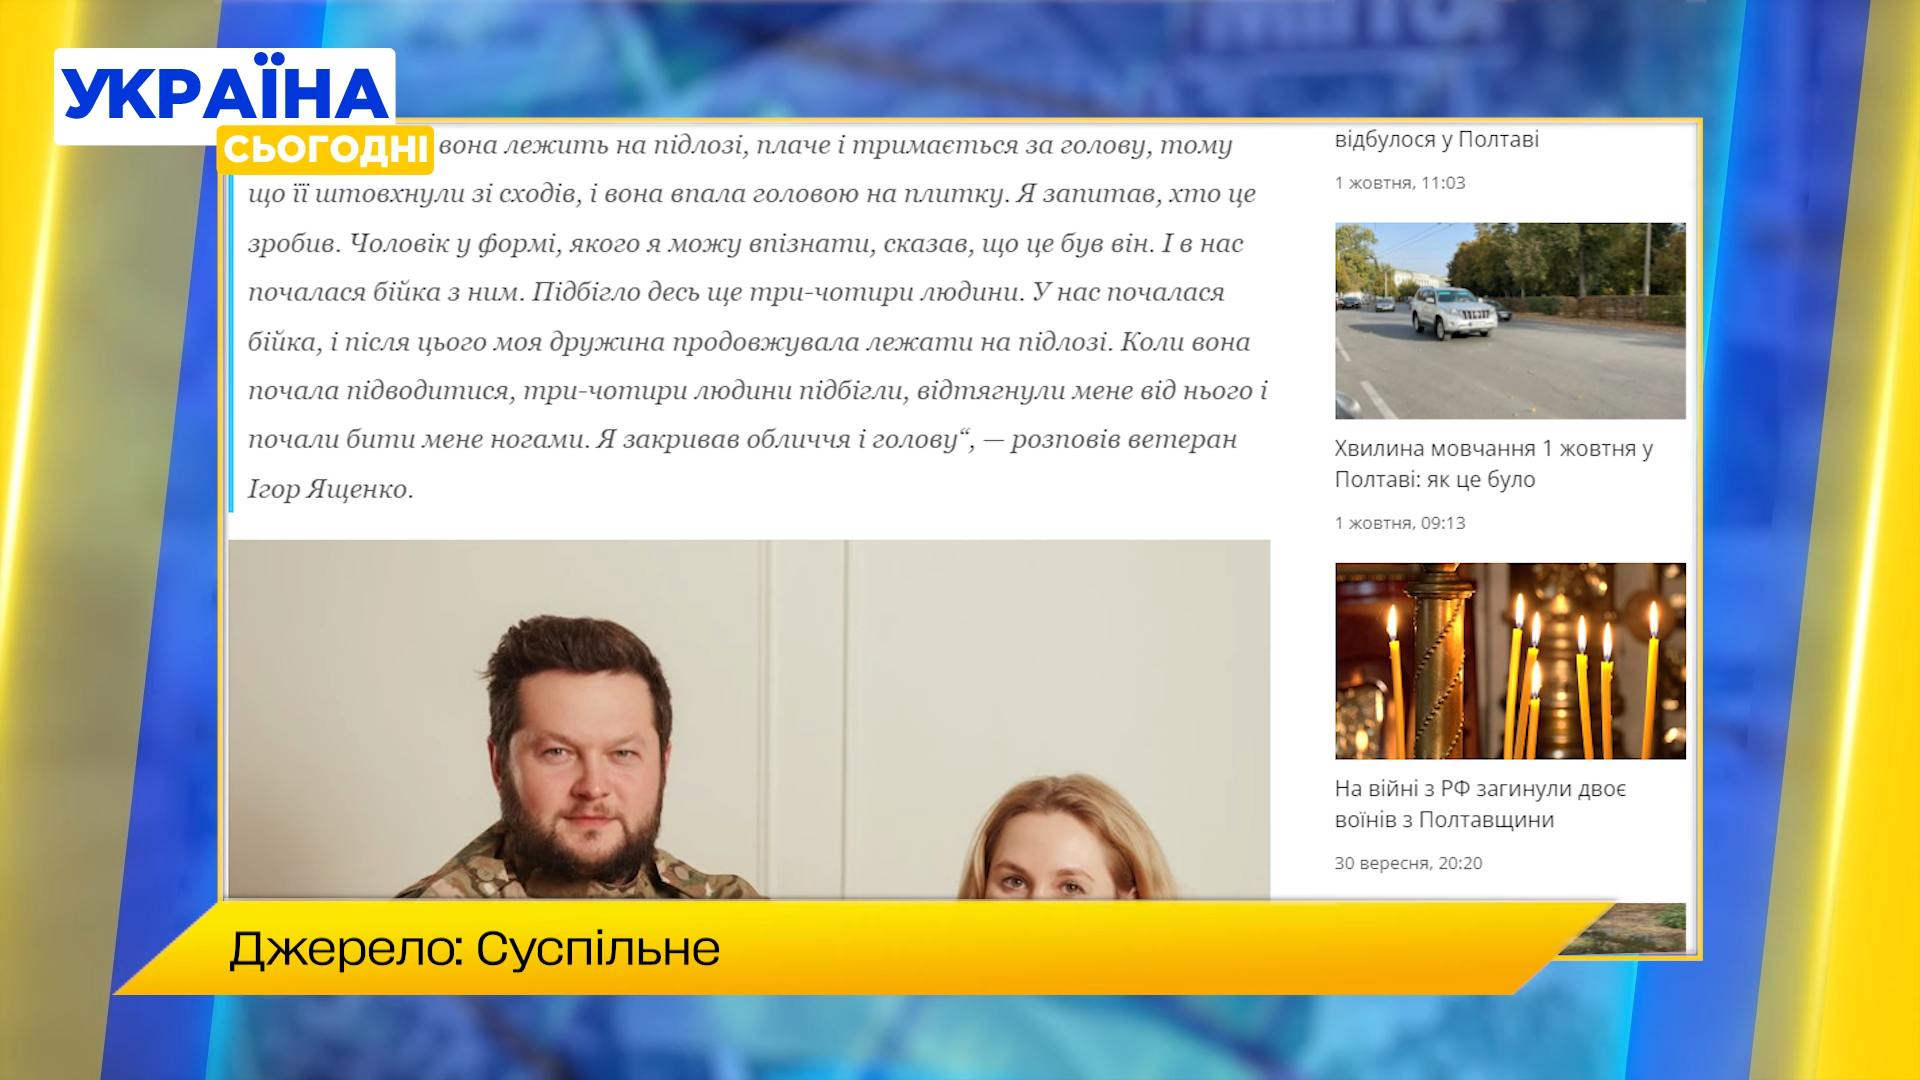 УКРАЇНА
СЬОГОДНІ
вона лежить на підлозі, плаче і тримається за голову, тому
що її штовхнули зі сходів, і вона впала головою на плитку. Я запитав, хто це
зробив. Чоловік у формі, якого я можу впізнати, сказав, що це був він. І в нас
почалася бійка з ним. Підбігло десь ще три-чотири людини. У нас почалася
бійка, і після цього моя дружина продовжувала лежати на підлозі. Коли вона
почала підводитися, три-чотири людини підбігли, відтягнули мене від нього і
почали бити мене ногами. Я закривав обличчя і голову“, — розповів ветеран
Ігор Ященко.
відбулося у Полтаві
1 жовтня, 11:03
Хвилина мовчання 1 жовтня у
Полтаві: як це було
1 жовтня, 09:13
На війні з РФ загинули двоє
воїнів з Полтавщини
30 вересня, 20:20
Джерело: Суспільне